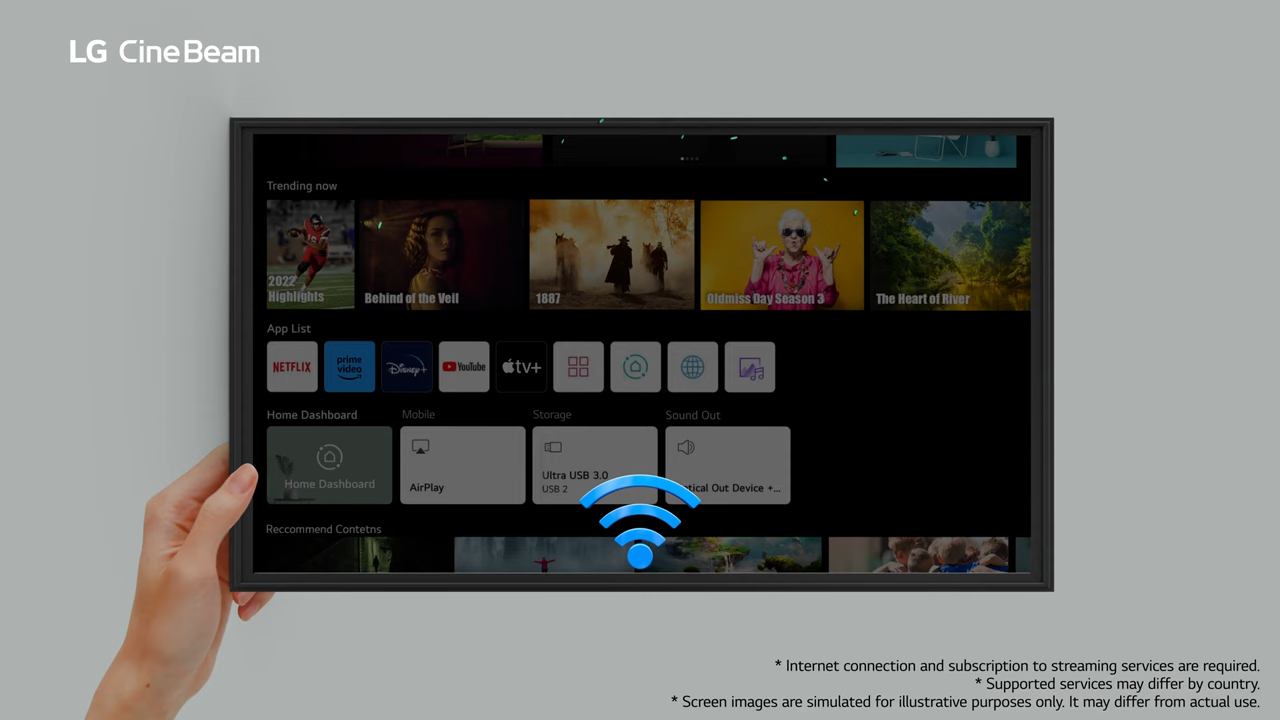 LG CineBeam
Trending now
2022
Highlights
Behind of the Veil
1887
Oldmiss Day Season 3
The Heart of River
App List
NETFLIX
prime
video
Disney+
YouTube
tv+
Home Dashboard
Mobile
Storage
Sound Out
Home Dashboard
AirPlay
Ultra USB 3.0
USB 2
tical Out Device +...
Reccommend Contetns
* Internet connection and subscription to streaming services are required.
* Supported services may differ by country.
* Screen images are simulated for illustrative purposes only. It may differ from actual use.